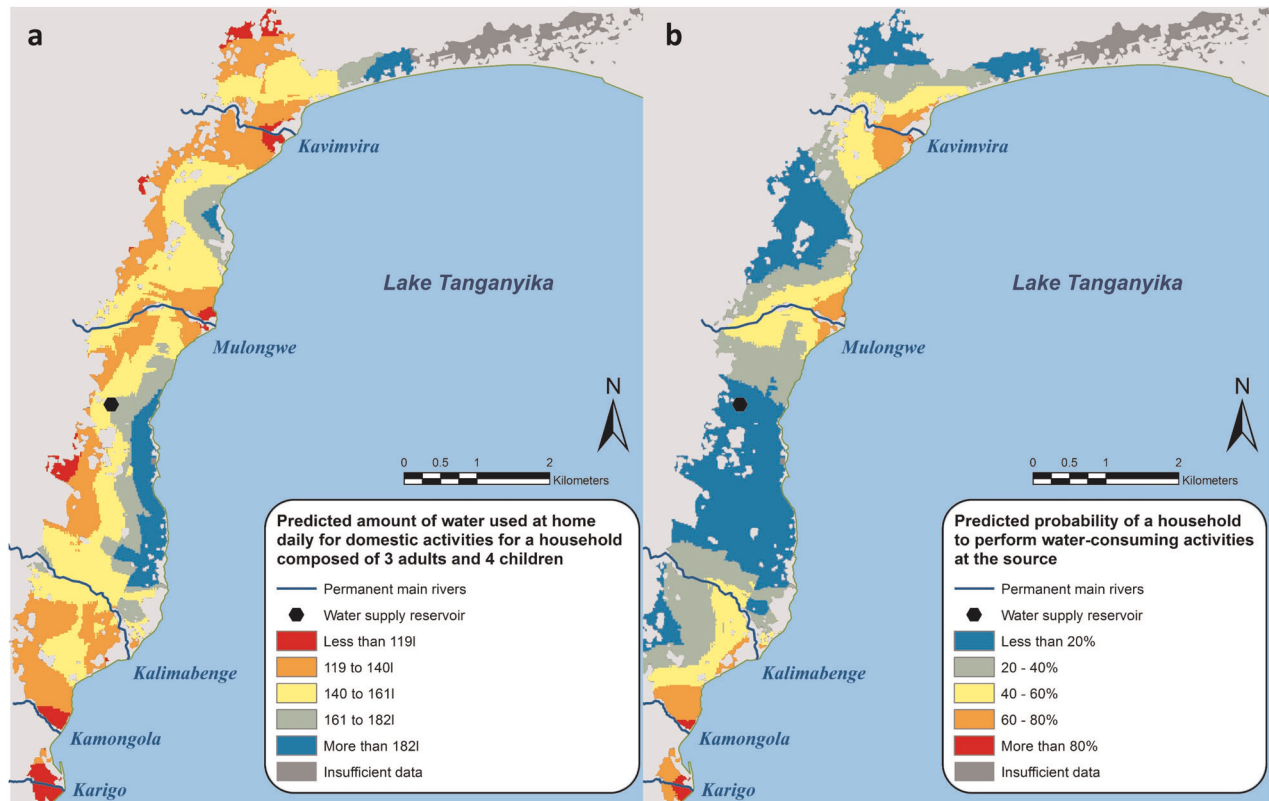 a
Kavimvira
Lake Tanganyika
Mulongwe
N
0 0.5 1 2
Kilometers
Predicted amount of water used at home
daily for domestic activities for a household
composed of 3 adults and 4 children
Permanent main rivers
Water supply reservoir
Less than 119l
119 to 140l
140 to 161l
161 to 182l
More than 182l
Insufficient data
Kalimabenge
Kamongola
Karigo
b
Kavimvira
Lake Tanganyika
Mulongwe
N
0 0.5 1 2
Kilometers
Predicted probability of a household
to perform water-consuming activities
at the source
Permanent main rivers
Water supply reservoir
Less than 20%
20 - 40%
40 - 60%
60 - 80%
More than 80%
Insufficient data
Kalimabenge
Kamongola
Karigo